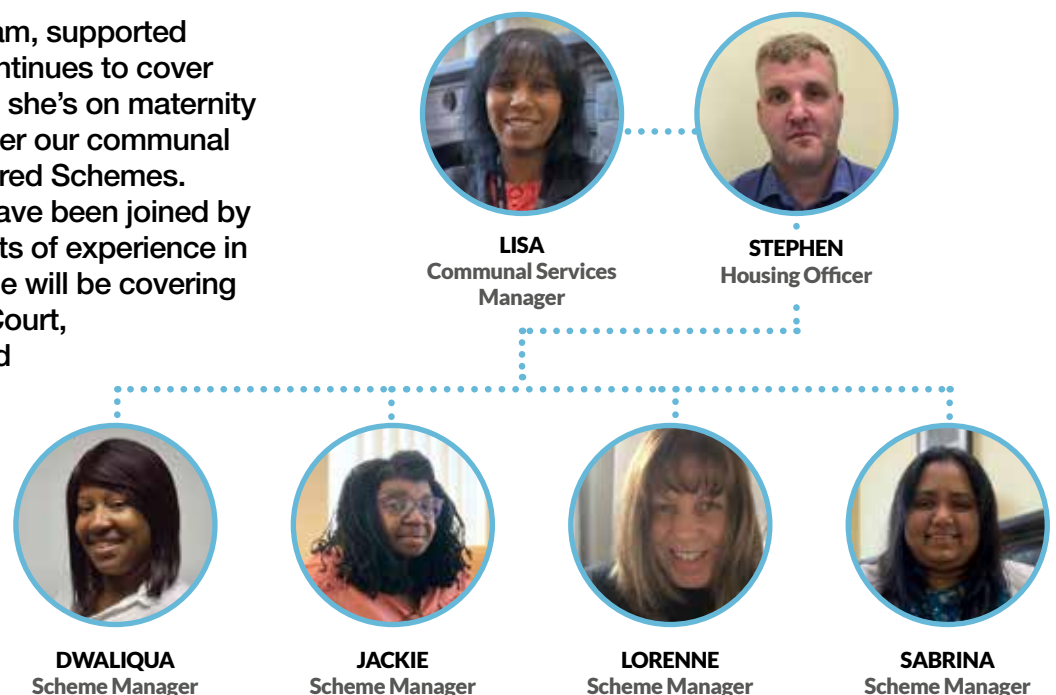 am, supported
ntinues to cover
she's on maternity
er our communal
red Schemes.
ave been joined by
ts of experience in
e will be covering
Court,
d
LISA
Communal Services
Manager
STEPHEN
Housing Officer
DWALIQUA
Scheme Manager
JACKIE
Scheme Manager
LORENNE
Scheme Manager
SABRINA
Scheme Manager